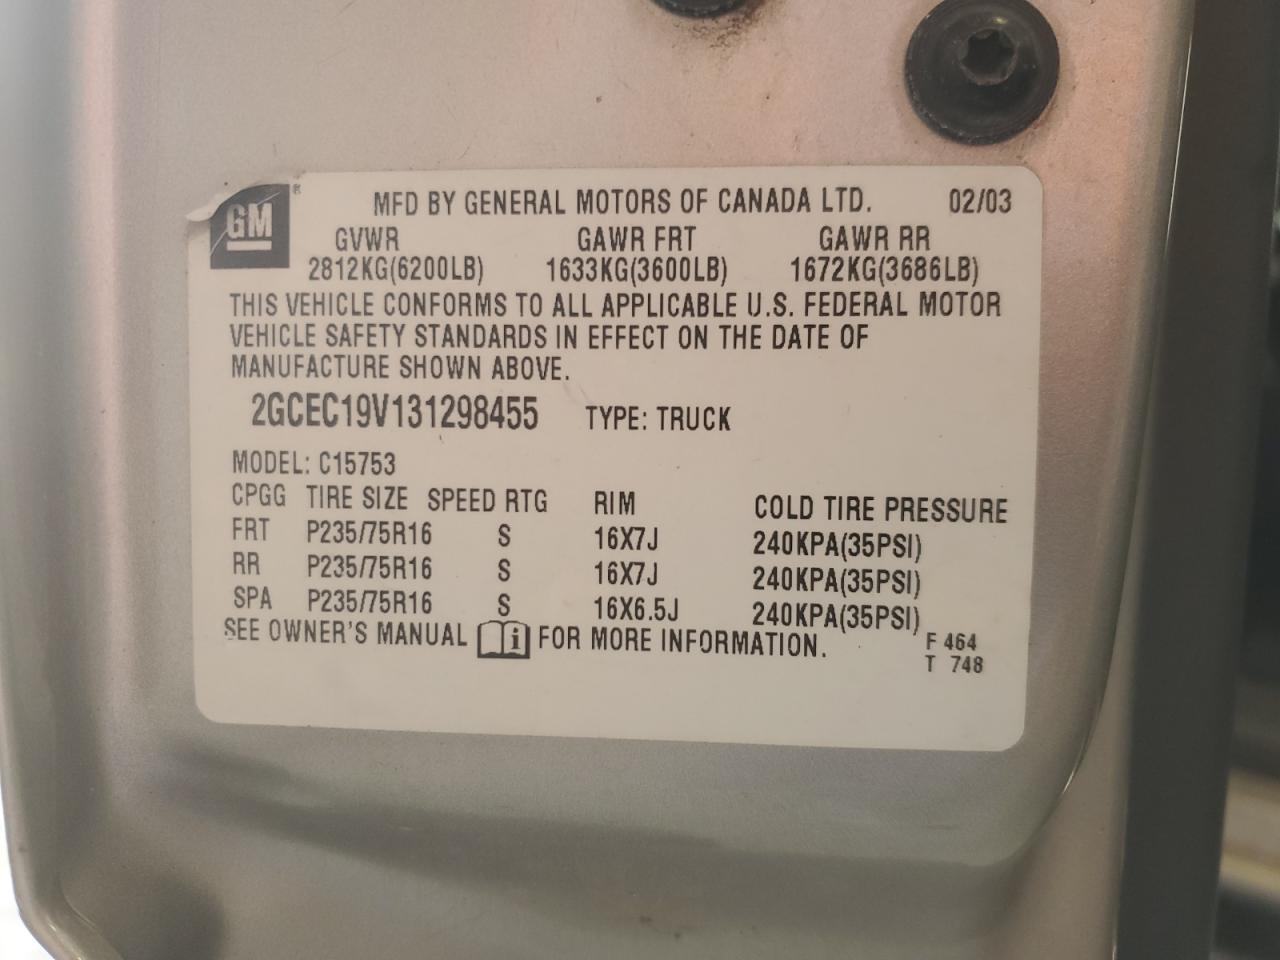 GM ® MFD BY GENERAL MOTORS OF CANADA LTD. 02/03
GVWR GAWR FRT GAWR RR
2812KG(6200LB) 1633KG(3600LB) 1672KG(3686LB)
THIS VEHICLE CONFORMS TO ALL APPLICABLE U.S. FEDERAL MOTOR
VEHICLE SAFETY STANDARDS IN EFFECT ON THE DATE OF
MANUFACTURE SHOWN ABOVE.
2GCEC19V131298455 TYPE: TRUCK
MODEL: C15753
CPGG TIRE SIZE SPEED RTG RIM COLD TIRE PRESSURE
FRT P235/75R16 S 16X7J 240KPA(35PSI)
RR P235/75R16 S 16X7J 240KPA(35PSI)
SPA P235/75R16 S 16X6.5J 240KPA(35PSI)
SEE OWNER'S MANUAL i FOR MORE INFORMATION.
F 464
T 748